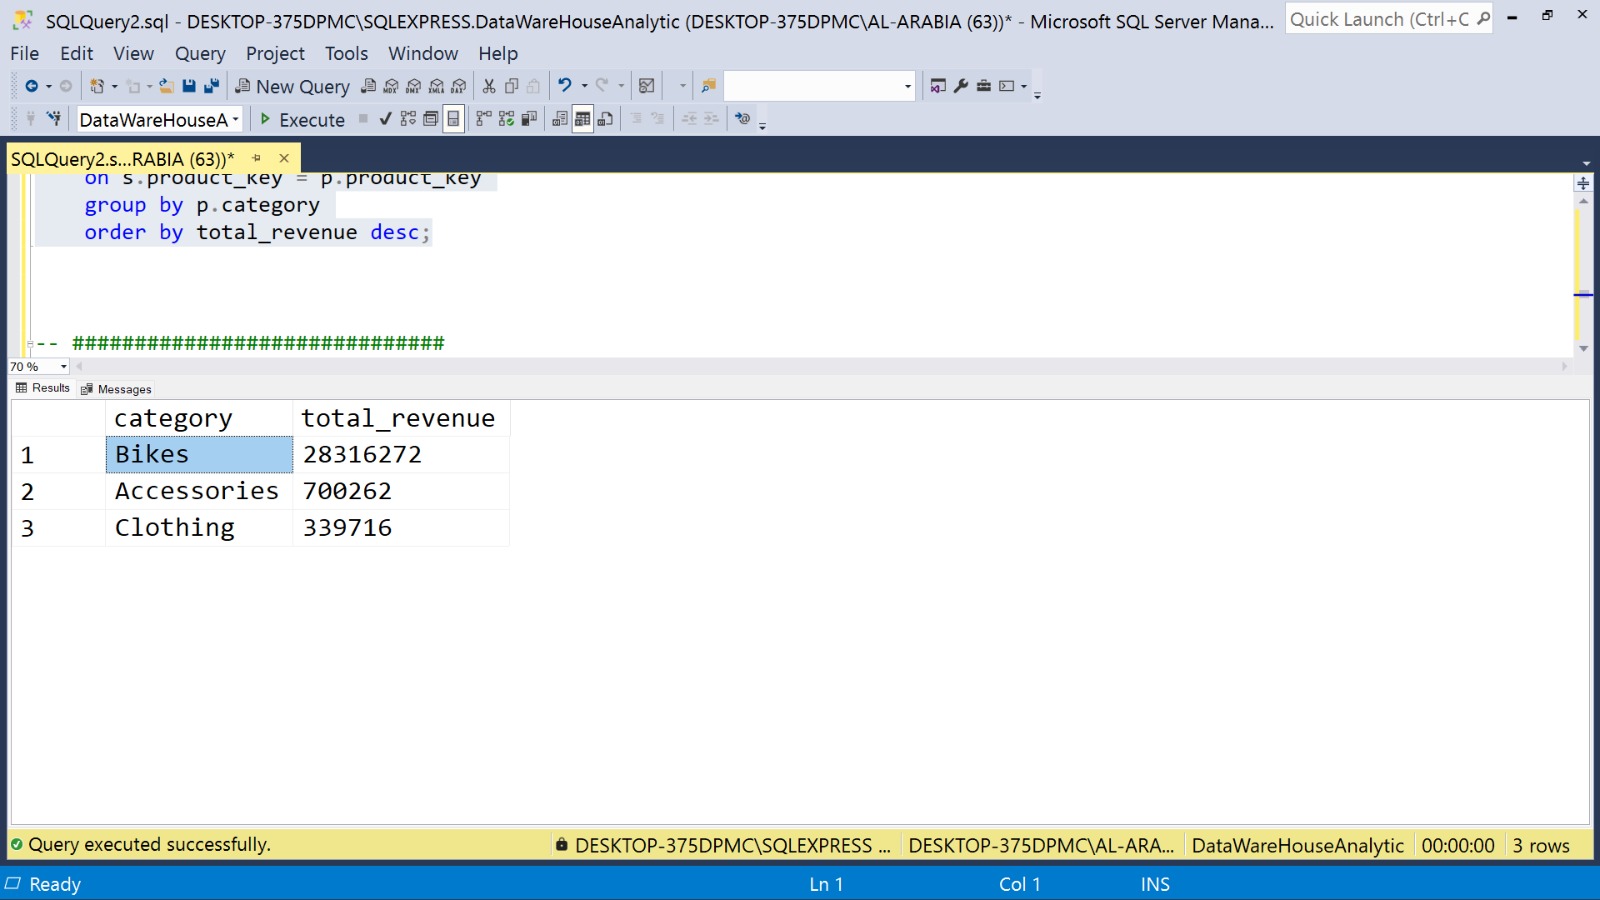 SQLQuery2.sql - DESKTOP-375DPMC\SQLEXPRESS.DataWareHouseAnalytic (DESKTOP-375DPMC\AL-ARABIA (63))* - Microsoft SQL Server Mana...
Quick Launch (Ctrl+C
File Edit View Query Project Tools Window Help
New Query MDX DMX XMLA DAX
DataWareHouseA Execute
SQLQuery2.s...RABIA (63))*
on s.product_key = p.product_key
group by p.category
order by total_revenue desc;
-- ##############################
70 %
Results Messages
category total_revenue
1 Bikes 28316272
2 Accessories 700262
3 Clothing 339716
Query executed successfully. DESKTOP-375DPMC\SQLEXPRESS ... DESKTOP-375DPMC\AL-ARA... DataWareHouseAnalytic 00:00:00 3 rows
Ready Ln 1 Col 1 INS